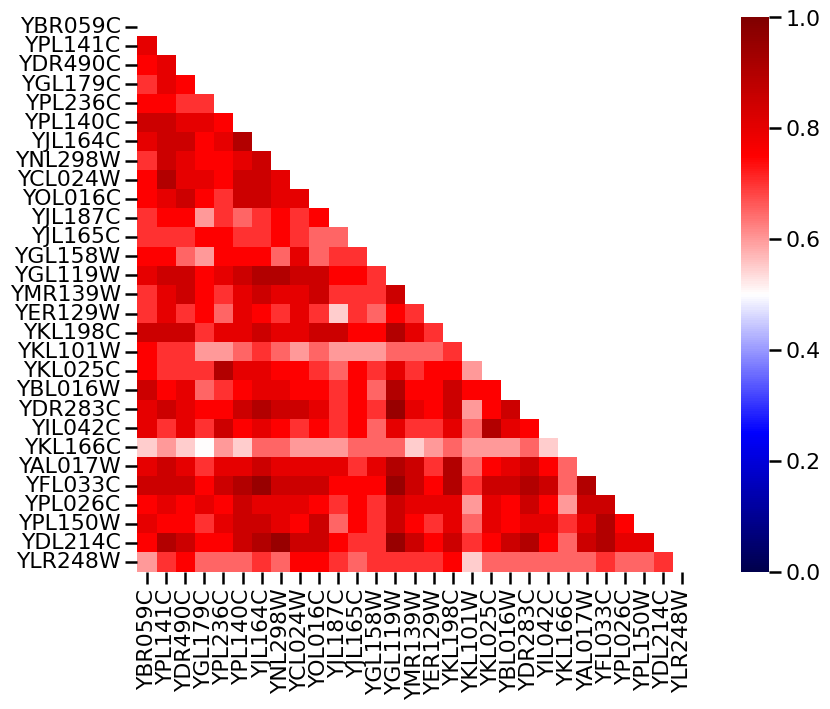 YBR059C
YPL141C
YDR490C
YGL179C
YPL236C
YPL140C
YJL164C
YNL298W
YCL024W
YOL016C
YJL187C
YJL165C
YGL158W
YGL119W
YMR139W
YER129W
YKL198C
YKL101W
YKL025C
YBL016W
YDR283C
YIL042C
YKL166C
YAL017W
YFL033C
YPL026C
YPL150W
YDL214C
YLR248W
YBR059C
YPL141C
YDR490C
YGL179C
YPL236C
YPL140C
YJL164C
YNL298W
YCL024W
YOL016C
YJL187C
YJL165C
YGL158W
YGL119W
YMR139W
YER129W
YKL198C
YKL101W
YKL025C
YBL016W
YDR283C
YIL042C
YKL166C
YAL017W
YFL033C
YPL026C
YPL150W
YDL214C
YLR248W
1.0
0.8
0.6
0.4
0.2
0.0